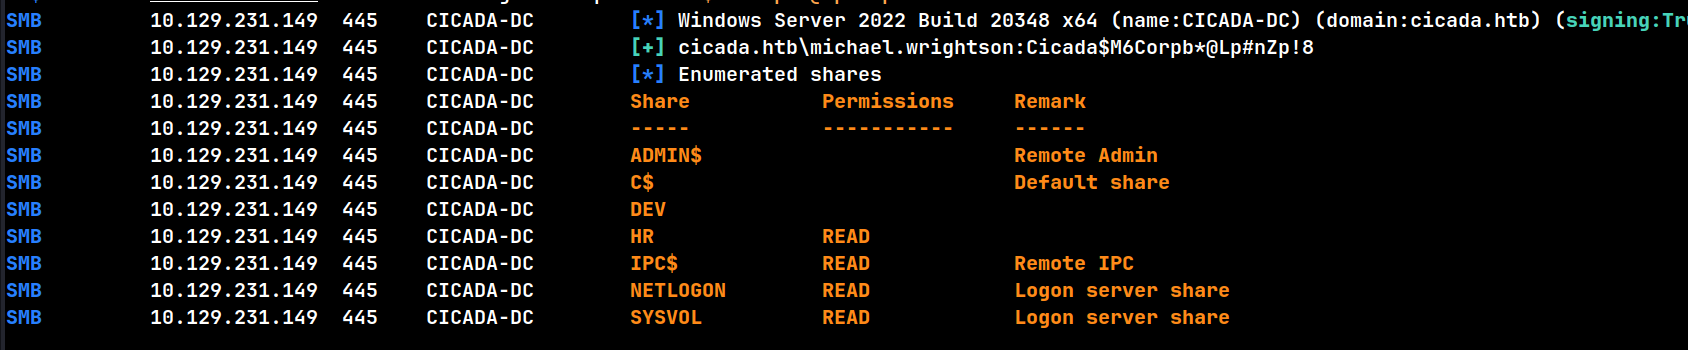 SMB 10.129.231.149 445 CICADA-DC [*] Windows Server 2022 Build 20348 x64 (name:CICADA-DC) (domain:cicada.htb) (signing:Tru
SMB 10.129.231.149 445 CICADA-DC [+] cicada.htb\michael.wrightson:Cicada$M6Corpb*@Lp#nZp!8
SMB 10.129.231.149 445 CICADA-DC [*] Enumerated shares
SMB 10.129.231.149 445 CICADA-DC Share Permissions Remark
SMB 10.129.231.149 445 CICADA-DC ----- ----------- ------
SMB 10.129.231.149 445 CICADA-DC ADMIN$ Remote Admin
SMB 10.129.231.149 445 CICADA-DC C$ Default share
SMB 10.129.231.149 445 CICADA-DC DEV
SMB 10.129.231.149 445 CICADA-DC HR READ
SMB 10.129.231.149 445 CICADA-DC IPC$ READ Remote IPC
SMB 10.129.231.149 445 CICADA-DC NETLOGON READ Logon server share
SMB 10.129.231.149 445 CICADA-DC SYSVOL READ Logon server share